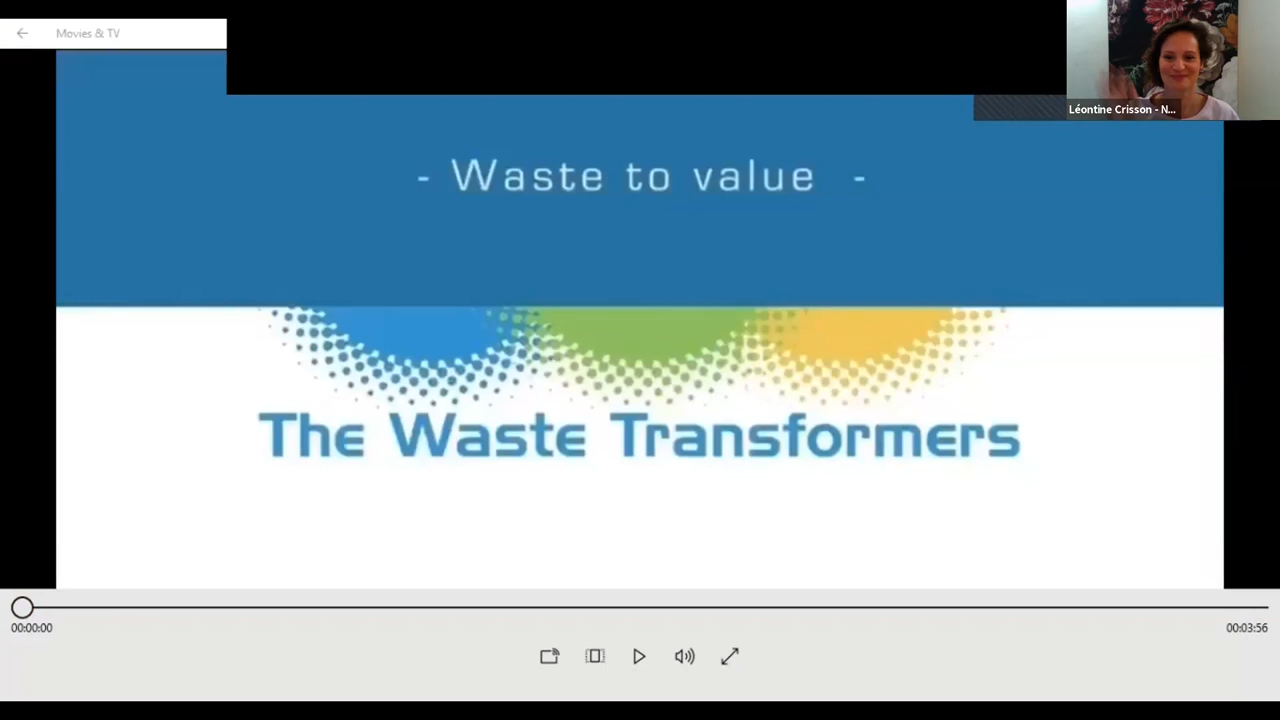 Movies & TV
Léontine Crisson - N...
- Waste to value -
The Waste Transformers
00:00:00
00:03:56